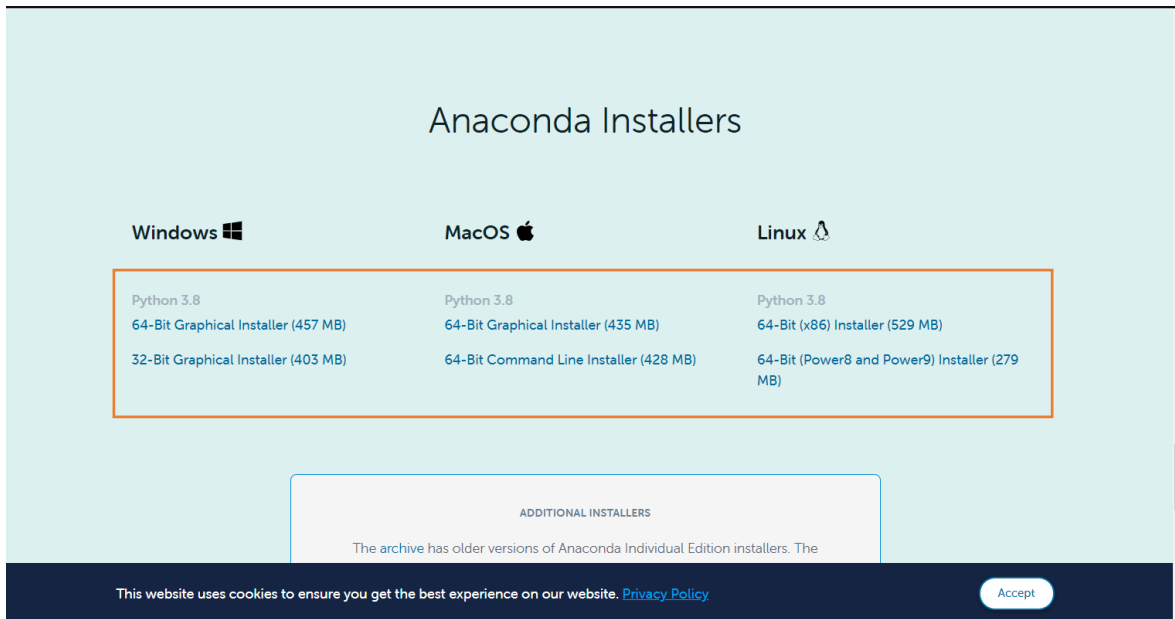 Anaconda Installers
Windows
MacOS
Linux
Python 3.8
64-Bit Graphical Installer (457 MB)
32-Bit Graphical Installer (403 MB)
Python 3.8
64-Bit Graphical Installer (435 MB)
64-Bit Command Line Installer (428 MB)
Python 3.8
64-Bit (x86) Installer (529 MB)
64-Bit (Power8 and Power9) Installer (279
MB)
ADDITIONAL INSTALLERS
The archive has older versions of Anaconda Individual Edition installers. The
This website uses cookies to ensure you get the best experience on our website. Privacy Policy
Accept